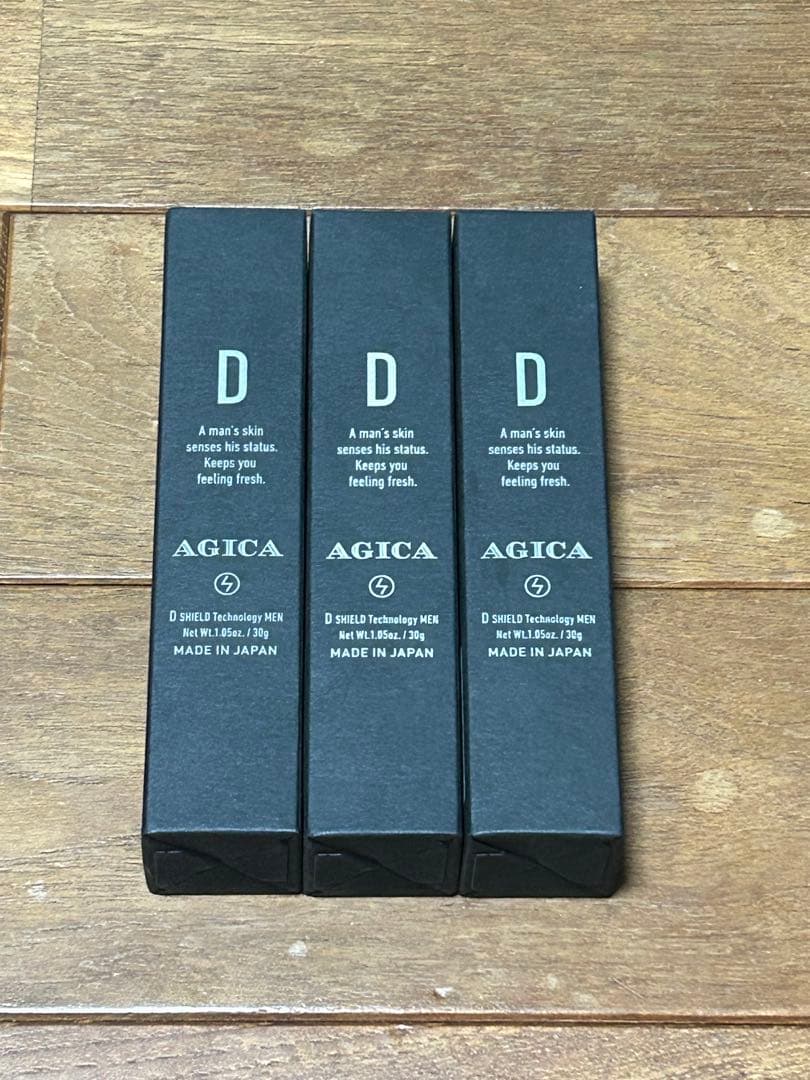 D
A man's skin
senses his status.
Keeps you
feeling fresh.
AGICA
D SHIELD Technology MEN
Net Wt.1.05oz. / 30g
MADE IN JAPAN
D
A man's skin
senses his status.
Keeps you
feeling fresh.
AGICA
D SHIELD Technology MEN
Net Wt.1.05oz. / 30g
MADE IN JAPAN
D
A man's skin
senses his status.
Keeps you
feeling fresh.
AGICA
D SHIELD Technology MEN
Net Wt.1.05oz. / 30g
MADE IN JAPAN